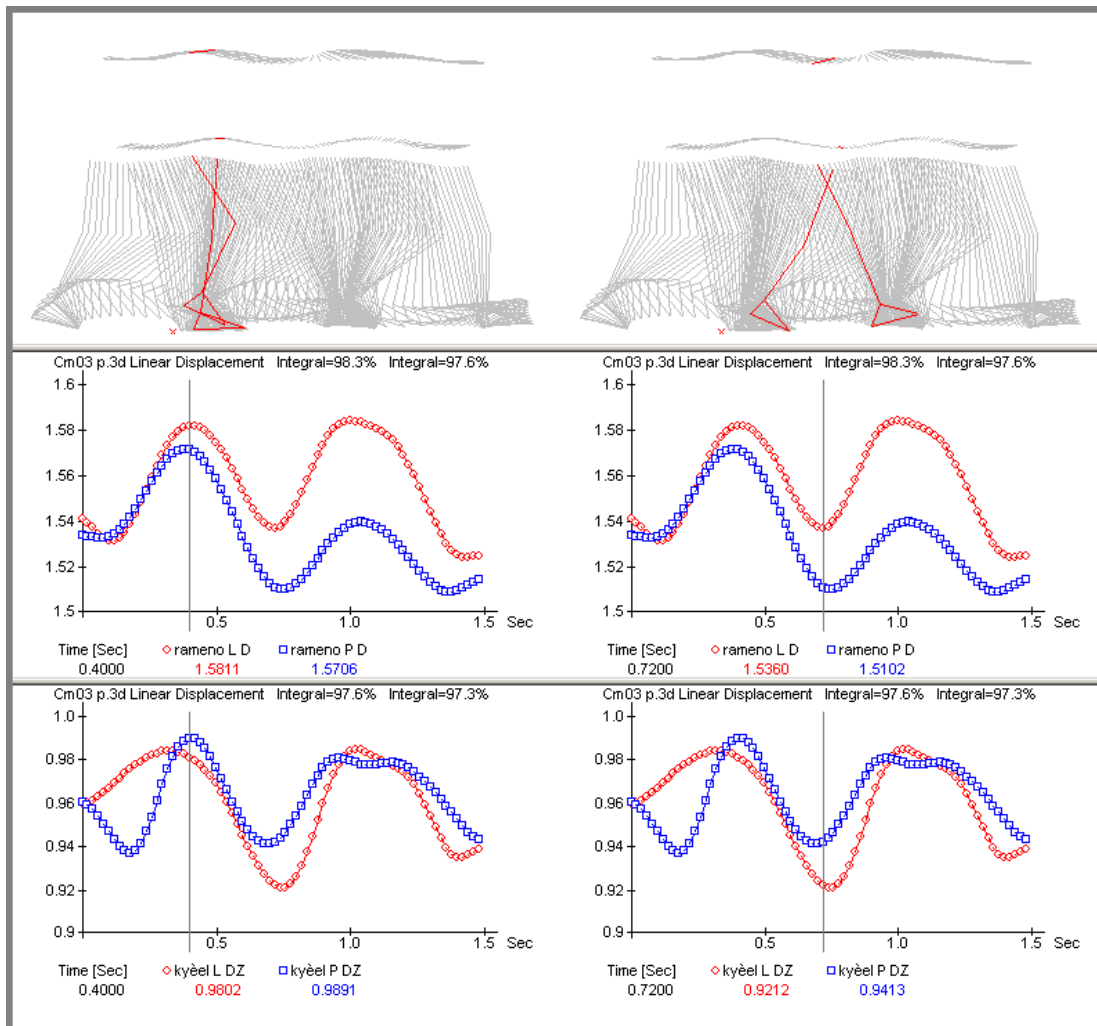 Cm03 p.3d Linear Displacement Integral=98.3% Integral=97.6%
1.6
1.58
1.56
1.54
1.52
1.5
0.5 1.0 1.5 Sec
Time [Sec] rameno L D rameno P D
0.4000 1.5811 1.5706
Cm03 p.3d Linear Displacement Integral=98.3% Integral=97.6%
1.6
1.58
1.56
1.54
1.52
1.5
0.5 1.0 1.5 Sec
Time [Sec] rameno L D rameno P D
0.7200 1.5360 1.5102
Cm03 p.3d Linear Displacement Integral=97.6% Integral=97.3%
1.0
0.98
0.96
0.94
0.92
0.9
0.5 1.0 1.5 Sec
Time [Sec] kyèel L DZ kyèel P DZ
0.4000 0.9802 0.9891
Cm03 p.3d Linear Displacement Integral=97.6% Integral=97.3%
1.0
0.98
0.96
0.94
0.92
0.9
0.5 1.0 1.5 Sec
Time [Sec] kyèel L DZ kyèel P DZ
0.7200 0.9212 0.9413